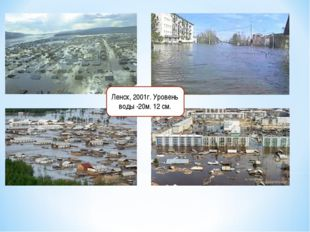 Ленск, 2001г. Уровень
воды -20м. 12 см.